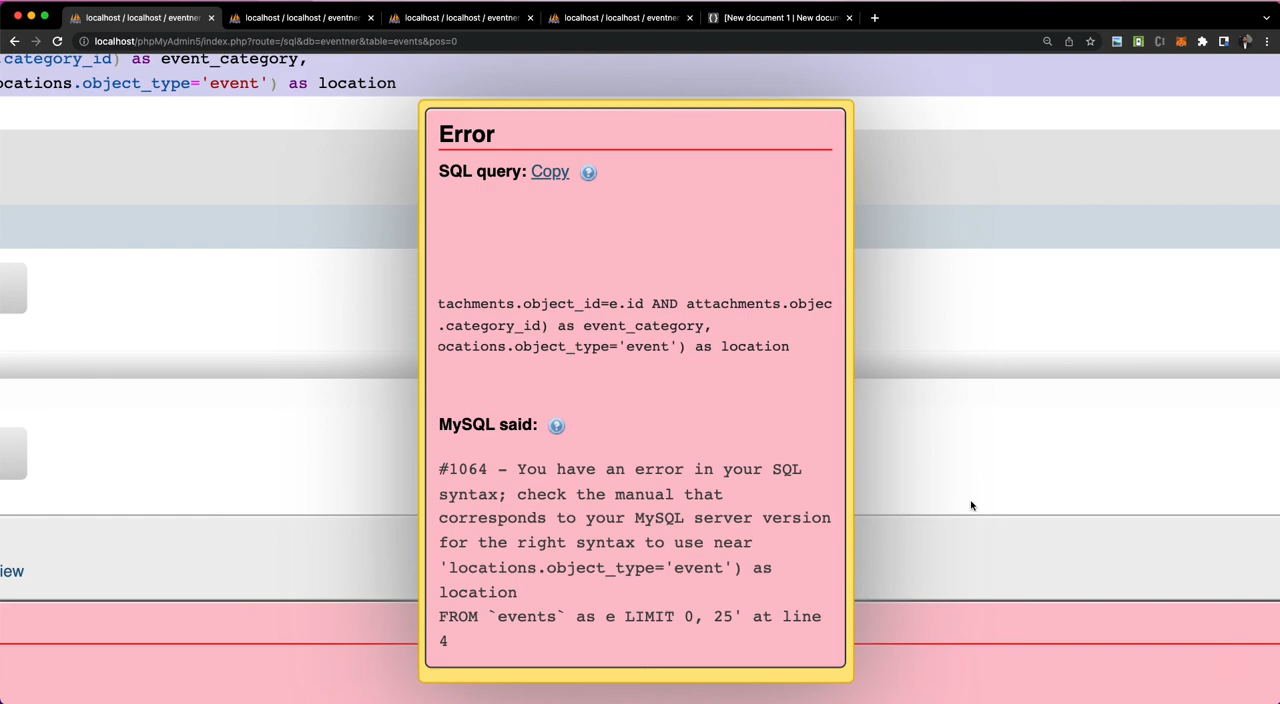 localhost / localhost / eventner
localhost / localhost / eventner
localhost / localhost / eventner
localhost / localhost / eventner
[New document 1 | New docun
localhost/phpMyAdmin5/index.php?route=/sql&db=eventner&table=events&pos=0
category_id) as event_category,
ocations.object_type='event') as location
Error
SQL query: Copy
tachments.object_id=e.id AND attachments.objec
.category_id) as event_category,
ocations.object_type='event') as location
MySQL said:
#1064 - You have an error in your SQL
syntax; check the manual that
corresponds to your MySQL server version
for the right syntax to use near
'locations.object_type='event') as
location
FROM `events` as e LIMIT 0, 25' at line
4
iew